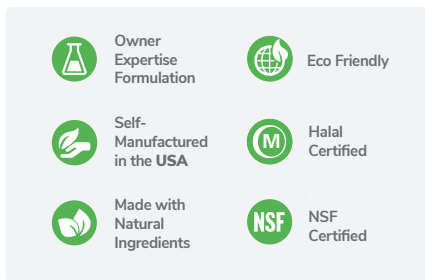 Owner
Expertise
Formulation
Eco Friendly
Self-
Manufactured
in the USA
M
Halal
Certified
Made with
Natural
Ingredients
NSF
NSF
Certified